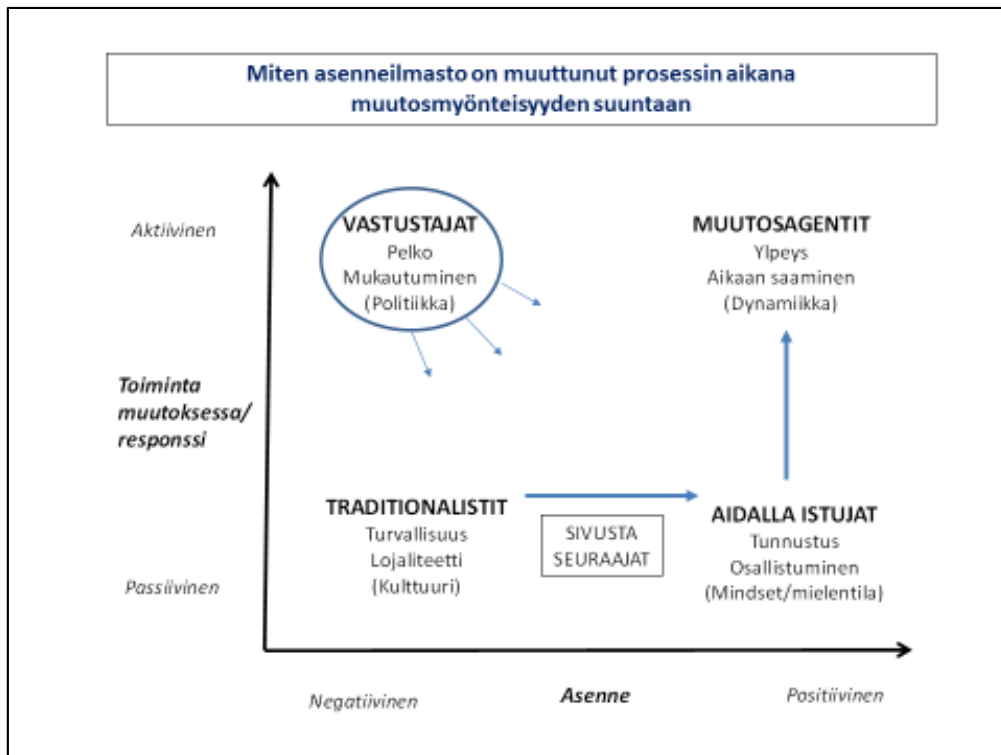 Miten asenneilmasto on muuttunut prosessin aikana
muutosmyönteisyyden suuntaan
Aktiivinen
VASTUSTAJAT
Pelko
Mukautuminen
(Politiikka)
MUUTOSAGENTIT
Ylpeys
Aikaan saaminen
(Dynamiikka)
Toiminta
muutoksessa/
responssi
TRADITIONALISTIT
Turvallisuus
Lojaliteetti
(Kulttuuri)
SIVUSTA
SEURAAJAT
AIDALLA ISTUJAT
Tunnustus
Osallistuminen
(Mindset/mielentila)
Passiivinen
Negatiivinen
Asenne
Positiivinen